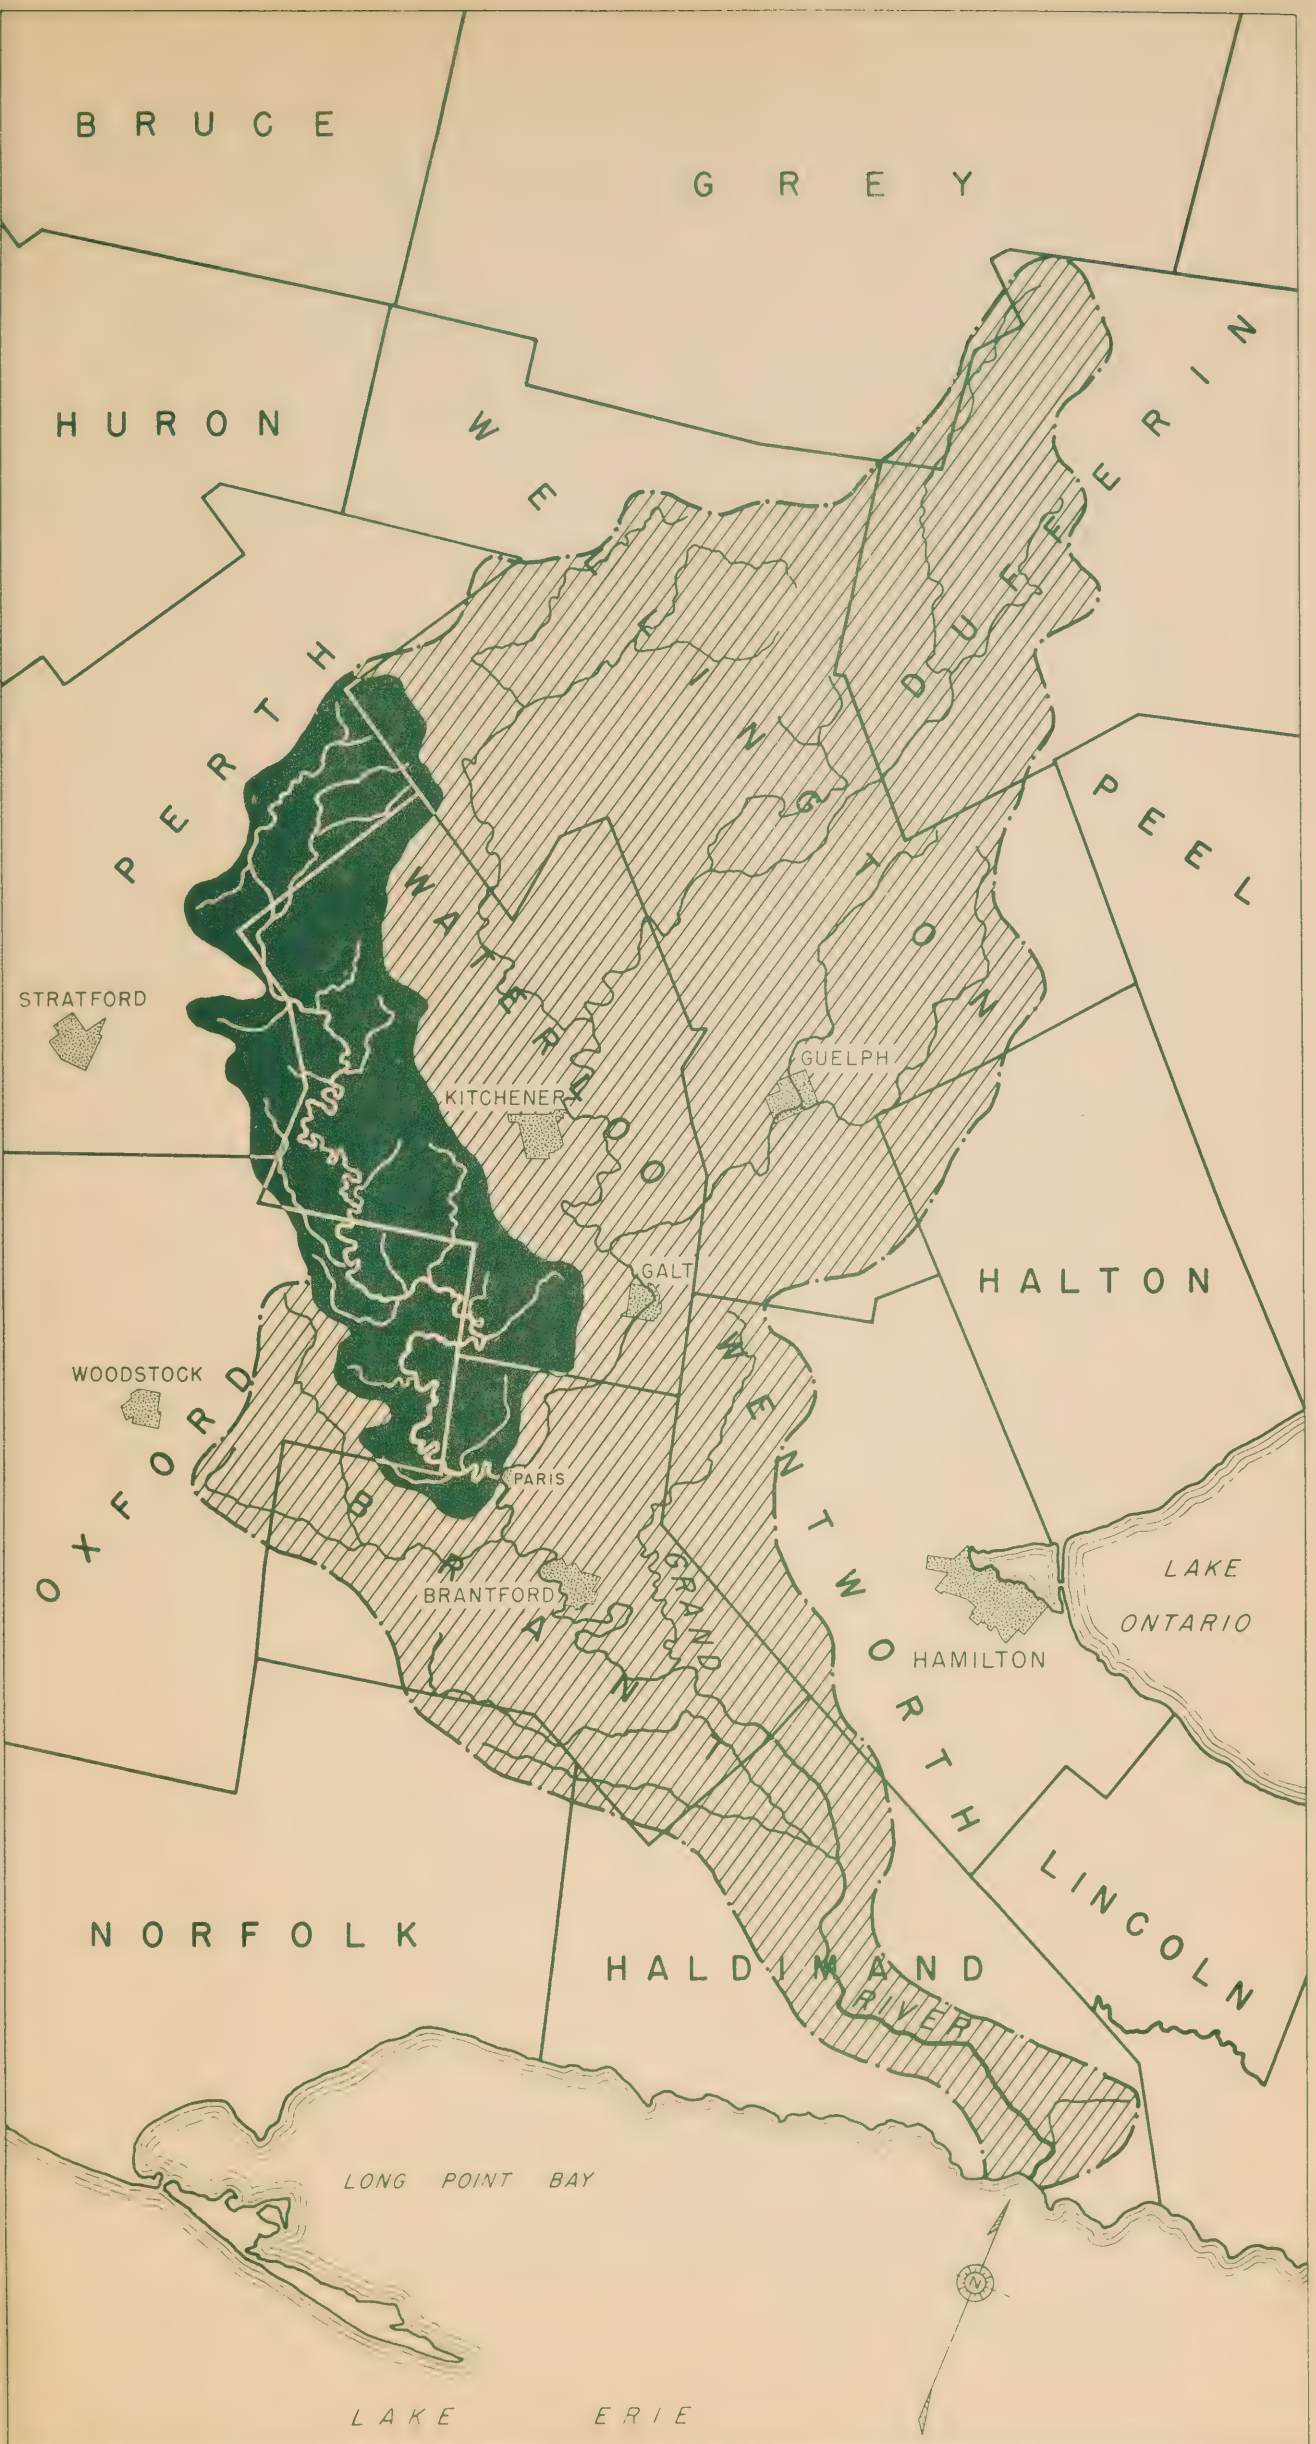 BRUCE
GREY
HURON
WELLINGTON
DUFFERIN
PERTH
PEEL
WATERLOO
STRATFORD
GUELPH
KITCHENER
GALT
HALTON
WOODSTOCK
OXFORD
WENTWORTH
PARIS
BRANT
BRANTFORD
GRAND
LAKE
ONTARIO
HAMILTON
LINCOLN
NORFOLK
HALDIMAND
RIVER
LONG POINT BAY
N
LAKE ERIE